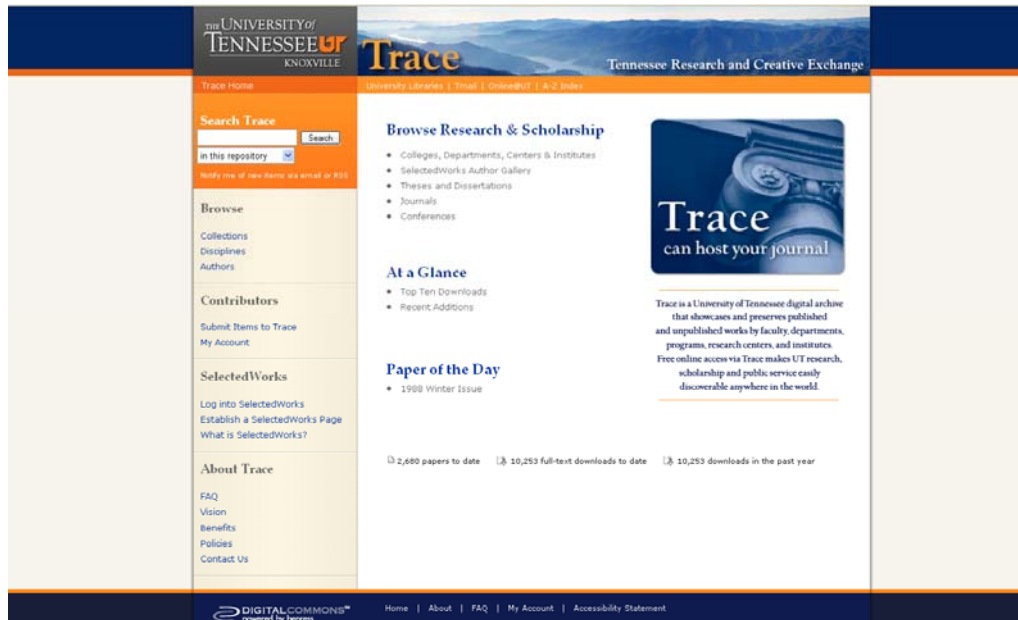 THE UNIVERSITY of
TENNESSEE UT
KNOXVILLE
Trace
Tennessee Research and Creative Exchange
Trace Home
University Libraries | Tmail | Online@UT | A-Z Index
Search Trace
Search
in this repository
Notify me of new items via email or RSS
Browse
Collections
Disciplines
Authors
Contributors
Submit Items to Trace
My Account
SelectedWorks
Log into SelectedWorks
Establish a SelectedWorks Page
What is SelectedWorks?
About Trace
FAQ
Vision
Benefits
Policies
Contact Us
Browse Research & Scholarship
Colleges, Departments, Centers & Institutes
SelectedWorks Author Gallery
Theses and Dissertations
Journals
Conferences
At a Glance
Top Ten Downloads
Recent Additions
Paper of the Day
1988 Winter Issue
Trace
can host your journal
Trace is a University of Tennessee digital archive
that showcases and preserves published
and unpublished works by faculty, departments,
programs, research centers, and institutes.
Free online access via Trace makes UT research,
scholarship and public service easily
discoverable anywhere in the world.
2,680 papers to date 10,253 full-text downloads to date 10,253 downloads in the past year
DIGITALCOMMONS™
powered by bepress
Home | About | FAQ | My Account | Accessibility Statement